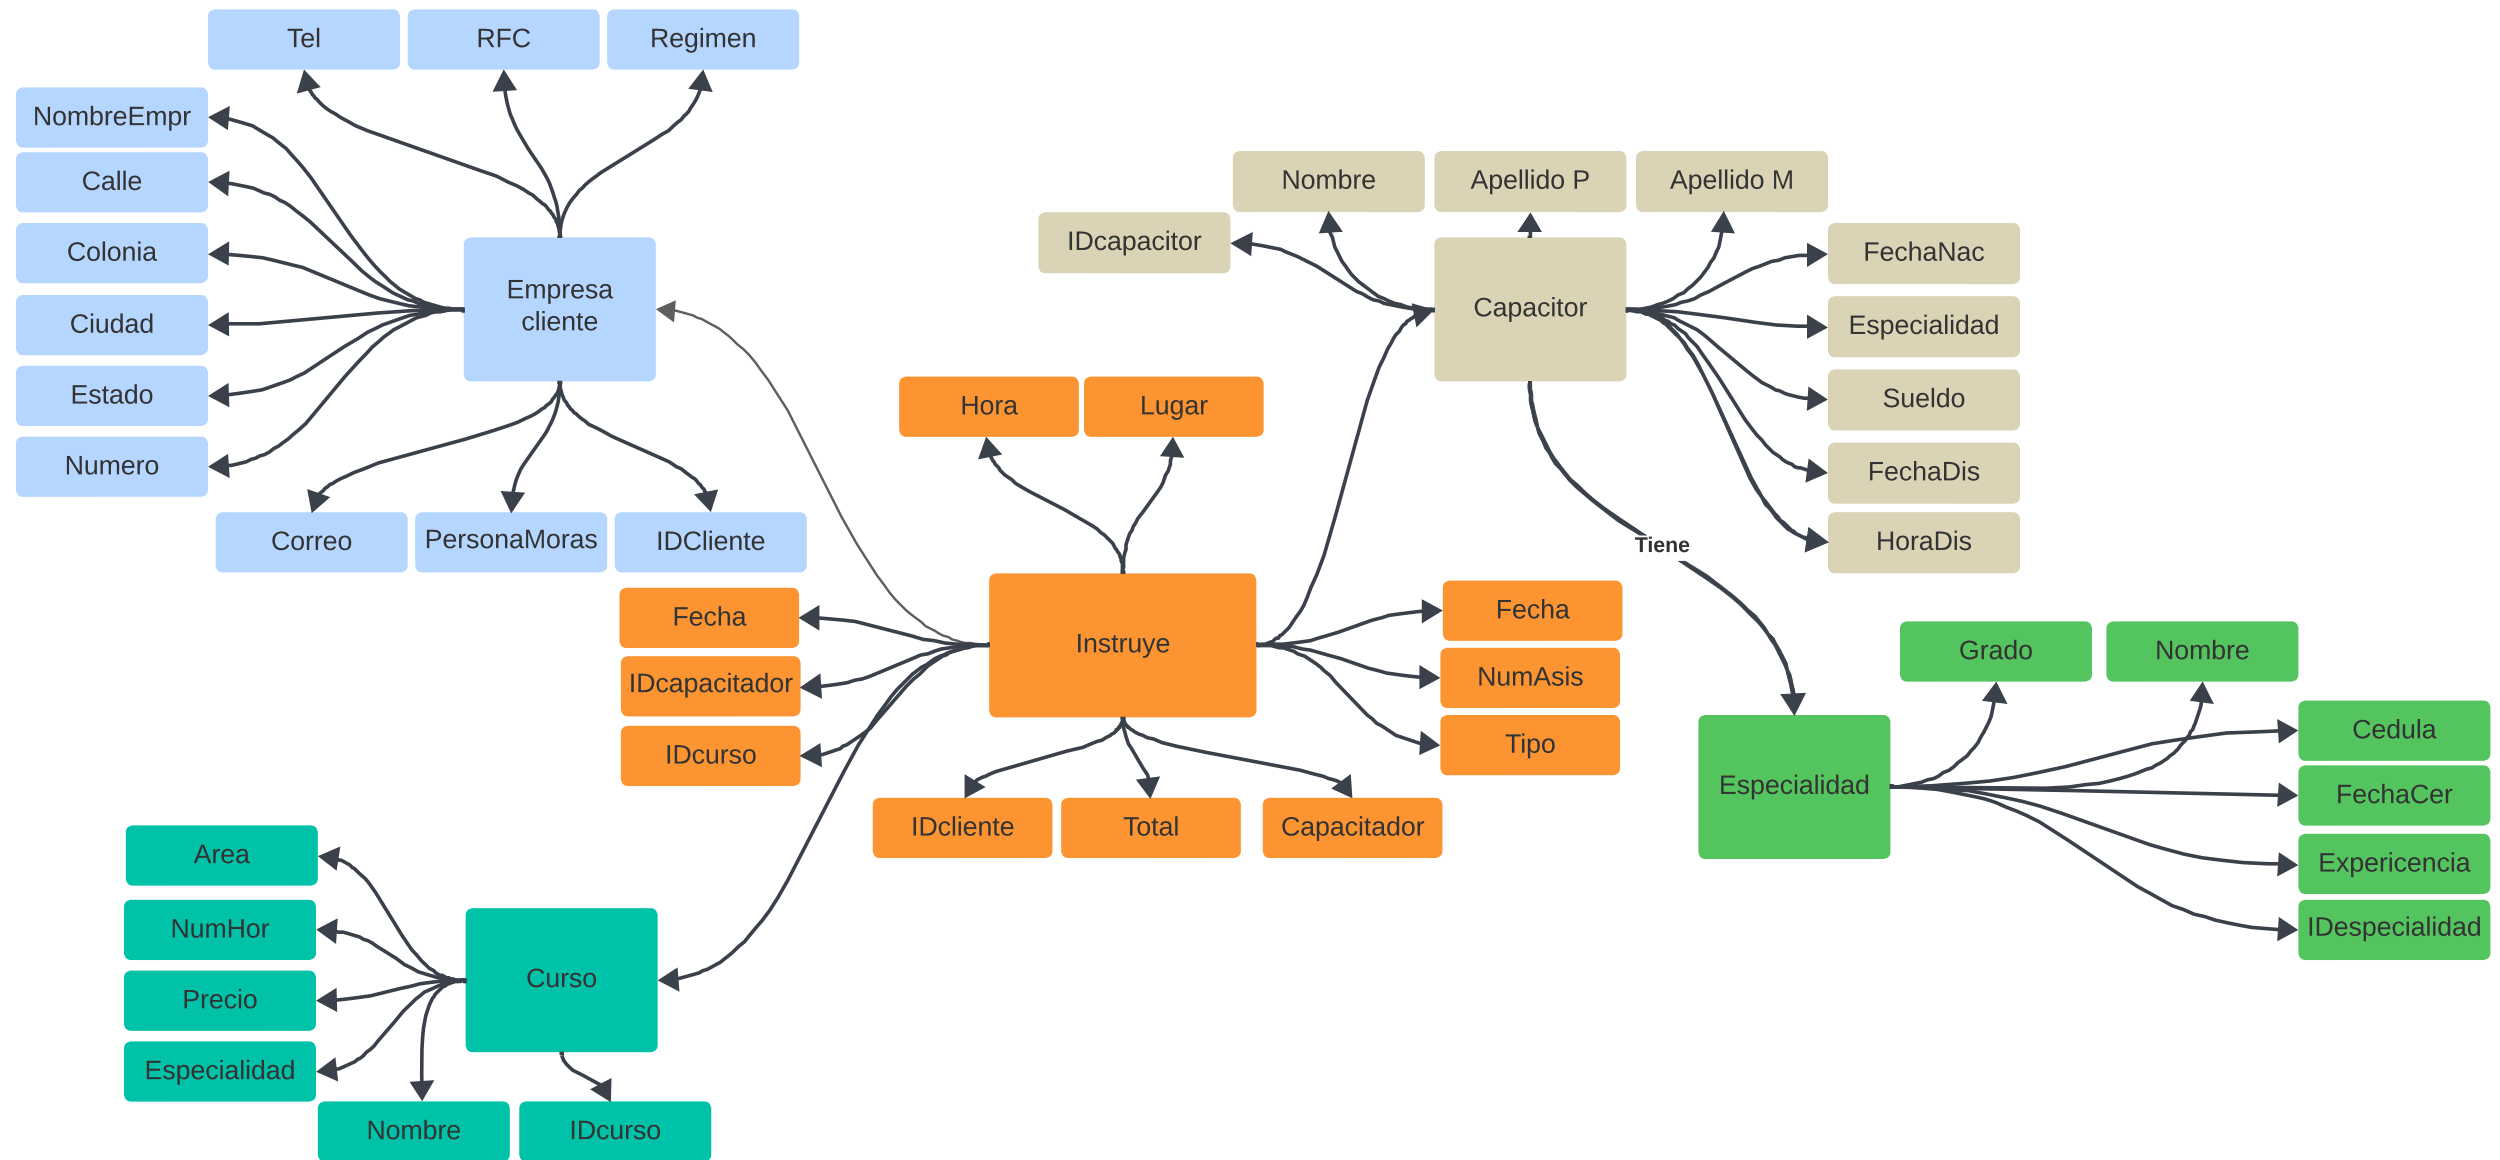 Tel
RFC
Regimen
NombreEmpr
Calle
Colonia
Ciudad
Estado
Numero
Empresa
cliente
Correo
PersonaMoras
IDCliente
Nombre
Apellido P
Apellido M
IDcapacitor
Capacitor
FechaNac
Especialidad
Sueldo
FechaDis
HoraDis
Tiene
Hora
Lugar
Fecha
IDcapacitador
IDcurso
Instruye
Fecha
NumAsis
Tipo
IDcliente
Total
Capacitador
Grado
Nombre
Especialidad
Cedula
FechaCer
Expericencia
IDespecialidad
Area
NumHor
Precio
Especialidad
Curso
Nombre
IDcurso